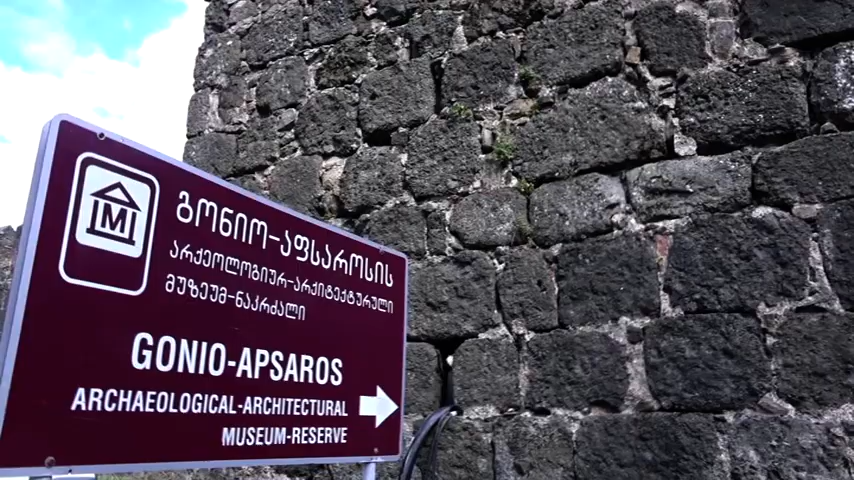 M
გონიო-აფსაროსის
არქეოლოგიურ-არქიტექტურული
მუზეუმ-ნაკრძალი
GONIO-APSAROS
ARCHAEOLOGICAL-ARCHITECTURAL
MUSEUM-RESERVE